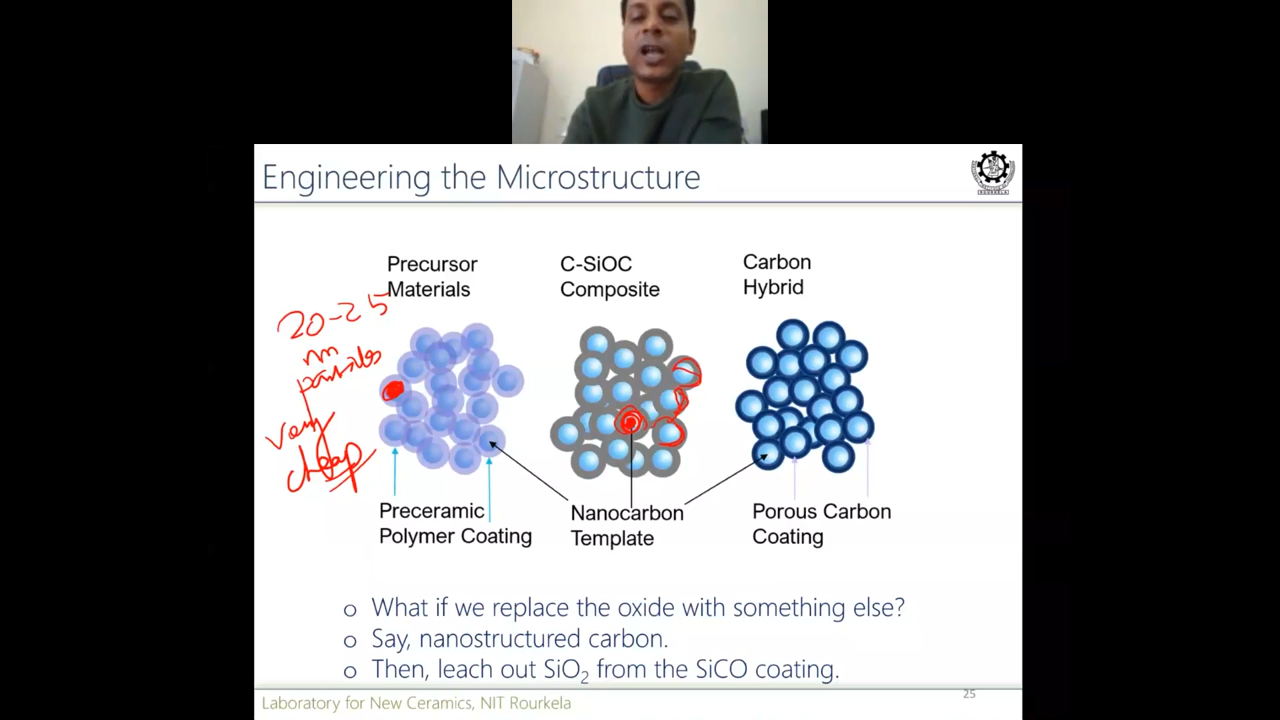 Engineering the Microstructure
ROURKELA
Precursor
Materials
C-SiOC
Composite
Carbon
Hybrid
20-25
nm
particles
very
cheap
Preceramic
Polymer Coating
Nanocarbon
Template
Porous Carbon
Coating
o What if we replace the oxide with something else?
o Say, nanostructured carbon.
o Then, leach out SiO₂ from the SiCO coating.
Laboratory for New Ceramics, NIT Rourkela
25